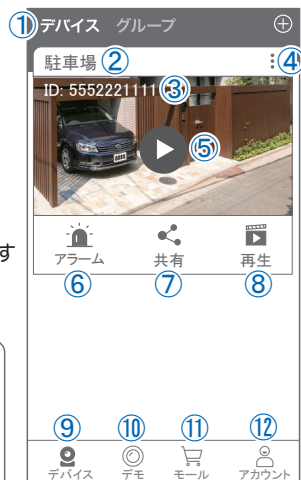 ① デバイス グループ
駐車場 ② ④
ID: 5552221111 ③
⑤
す
アラーム 共有 再生
⑥ ⑦ ⑧
⑨ ⑩ ⑪ ⑫
デバイス デモ モール アカウント